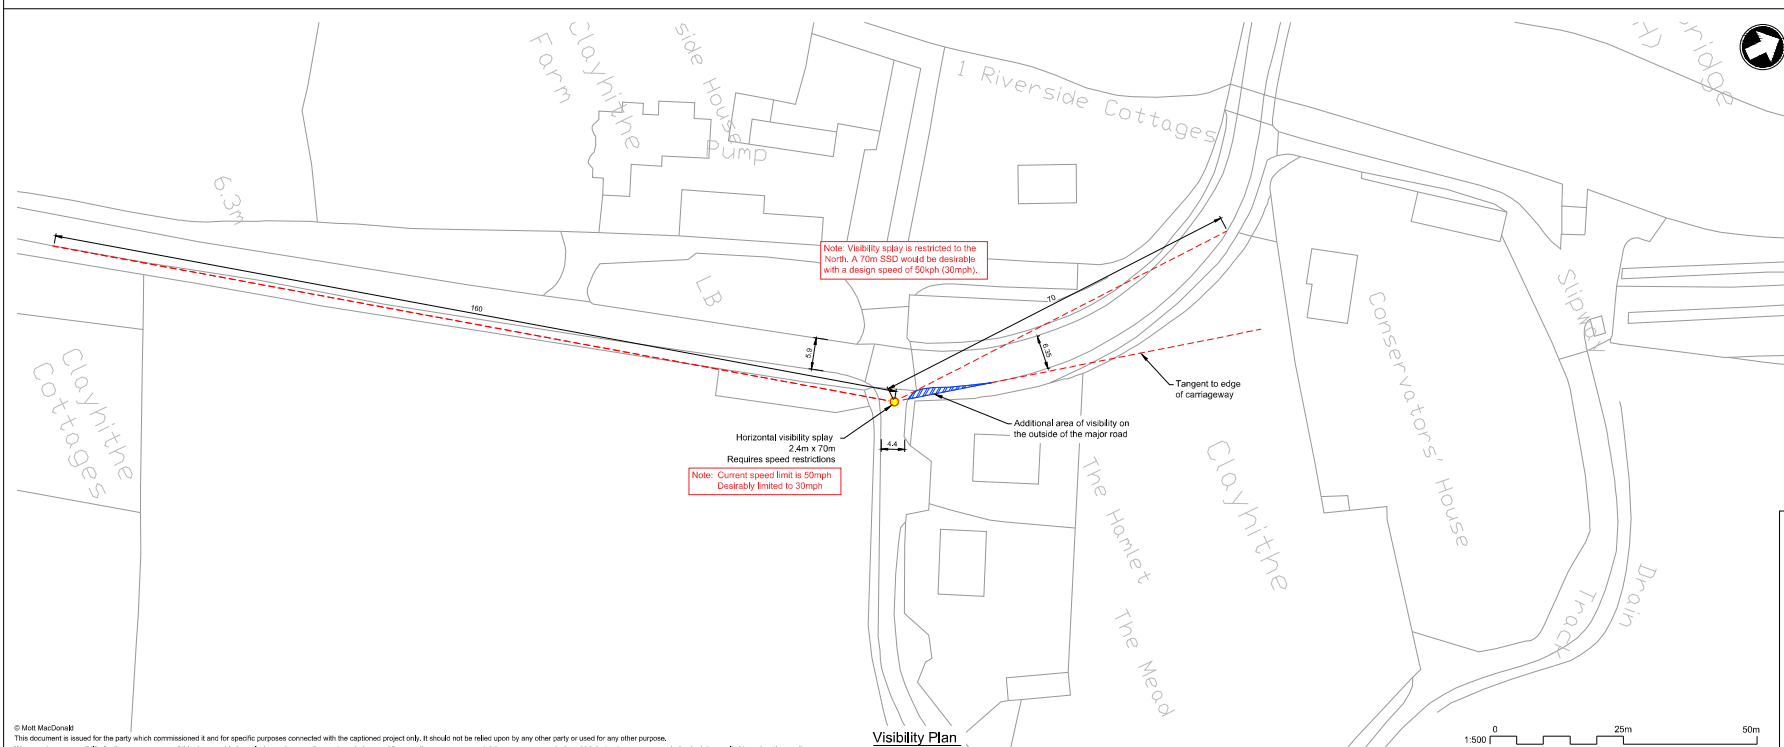 Clayhithe
Farm
side House
Pump
1 Riverside Cottages
6.3m
LB
160
70
5.9
6.35
4.4
Note: Visibility splay is restricted to the
North. A 70m SSD would be desirable
with a design speed of 50kph (30mph).
Tangent to edge
of carriageway
Additional area of visibility on
the outside of the major road
Horizontal visibility splay
2.4m x 70m
Requires speed restrictions
Note: Current speed limit is 50mph
Desirably limited to 30mph
Clayhithe
Cottages
The Hamlet
The Mead
Clayhithe
Conservators' House
Slipway
Track
Drain
© Mott MacDonald
This document is issued for the party which commissioned it and for specific purposes connected with the captioned project only. It should not be relied upon by any other party or used for any other purpose.
Visibility Plan
1:500
0 25m 50m